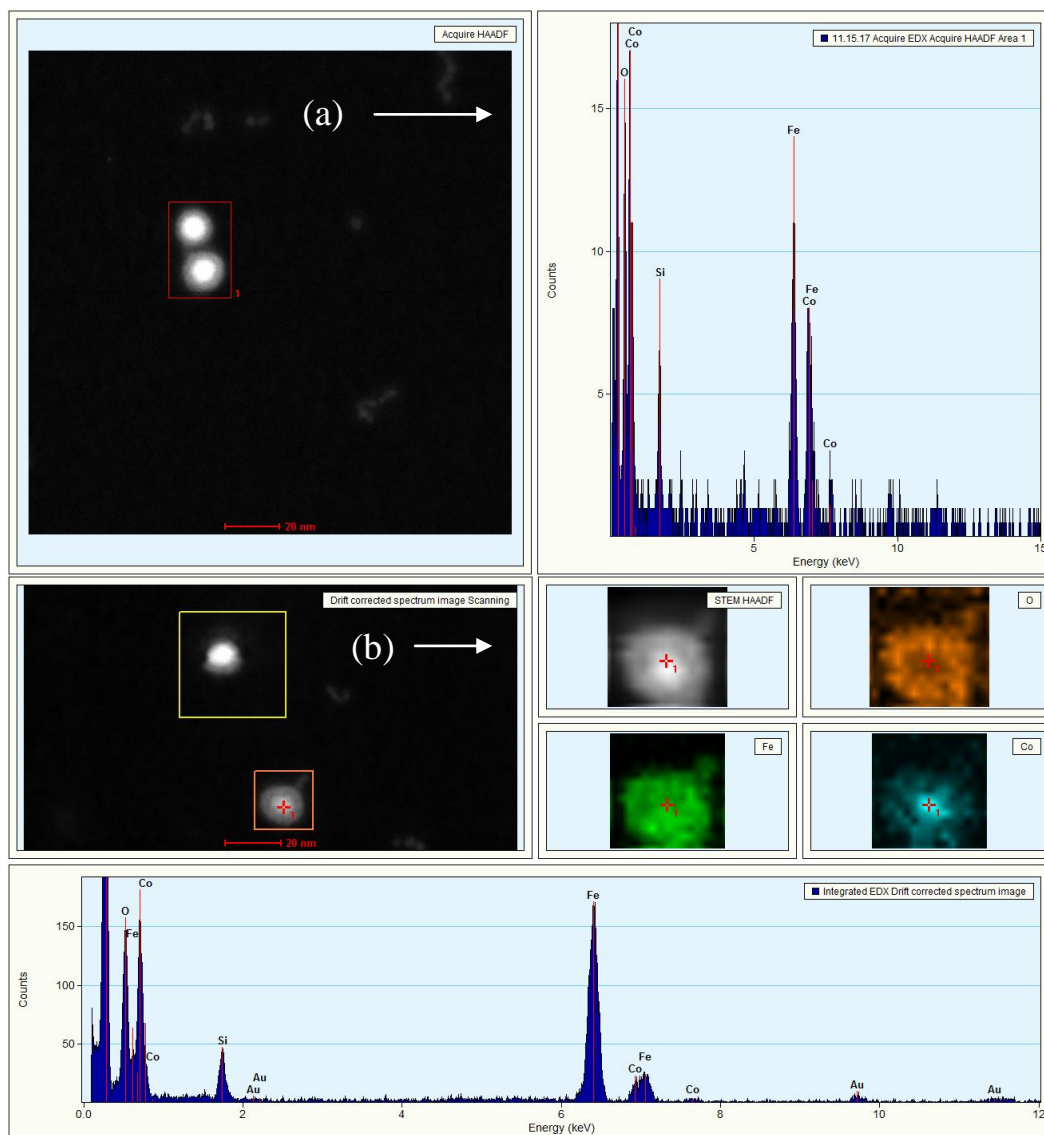 Acquire HAADF
(a)
1
20 nm
11.15.17 Acquire EDX Acquire HAADF Area 1
Co
Co
O
Fe
Si
Fe
Co
Co
15
10
5
Counts
5
10
15
Energy (keV)
Drift corrected spectrum image Scanning
(b)
1
20 nm
STEM HAADF
1
O
1
Fe
1
Co
1
Integrated EDX Drift corrected spectrum image
Co
O
Fe
Co
Si
Au
Au
Fe
Co
Fe
Co
Au
Au
150
100
50
Counts
0.0
2
4
6
8
10
12
Energy (keV)